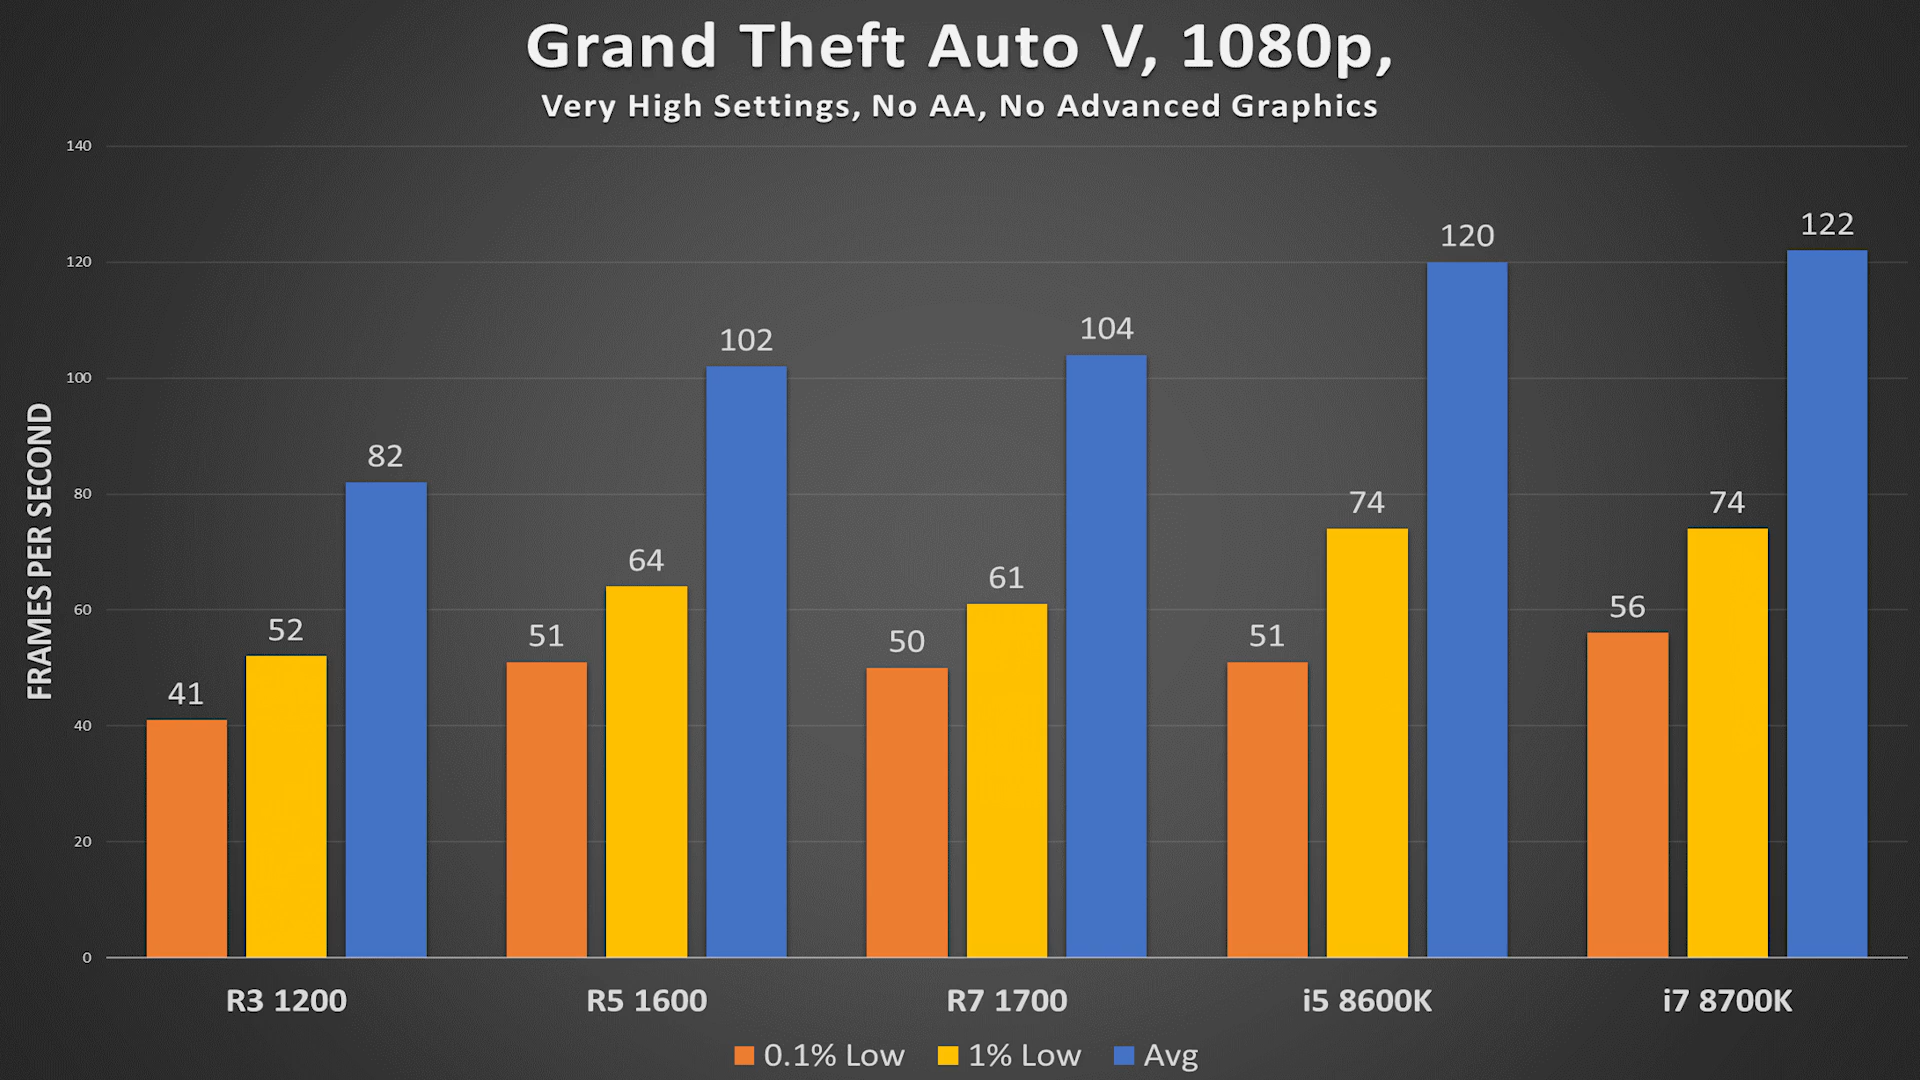 Grand Theft Auto V, 1080p,
Very High Settings, No AA, No Advanced Graphics
FRAMES PER SECOND
140
120
100
80
60
40
20
0
41
52
82
51
64
102
50
61
104
51
74
120
56
74
122
R3 1200
R5 1600
R7 1700
i5 8600K
i7 8700K
0.1% Low
1% Low
Avg